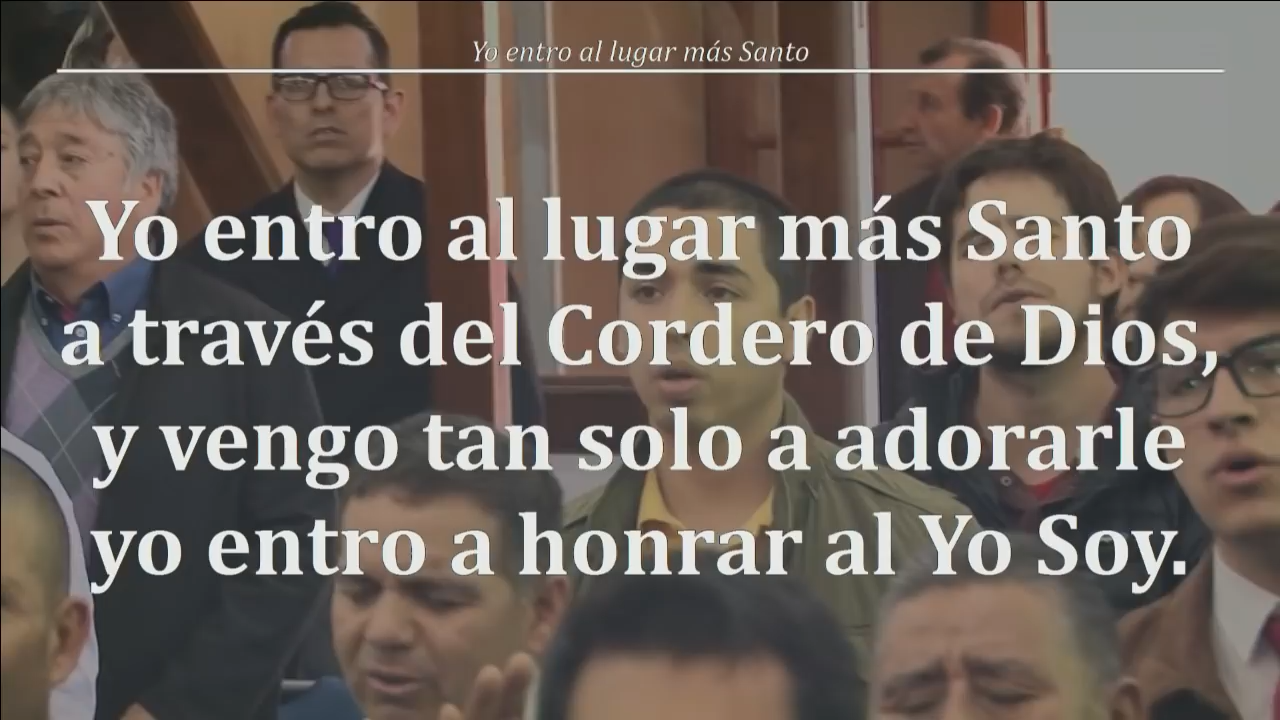 Yo entro al lugar más Santo
Yo entro al lugar más Santo
a través del Cordero de Dios,
y vengo tan solo a adorarle
yo entro a honrar al Yo Soy.